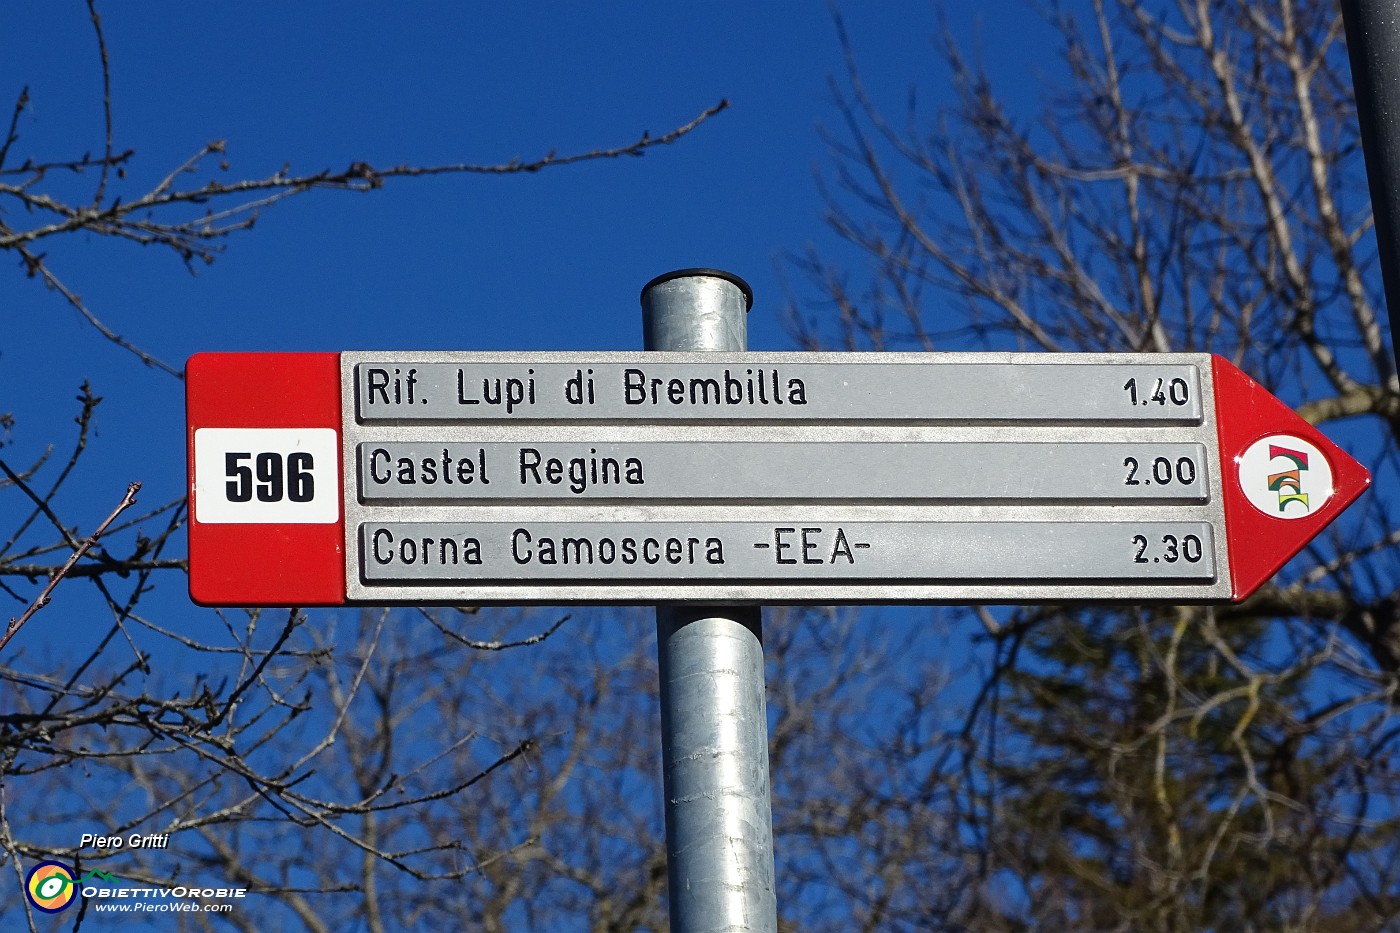 596
Rif. Lupi di Brembilla 1.40
Castel Regina 2.00
Corna Camoscera -EEA- 2.30
Piero Gritti
OBIETTIVOROBIE
www.PieroWeb.com